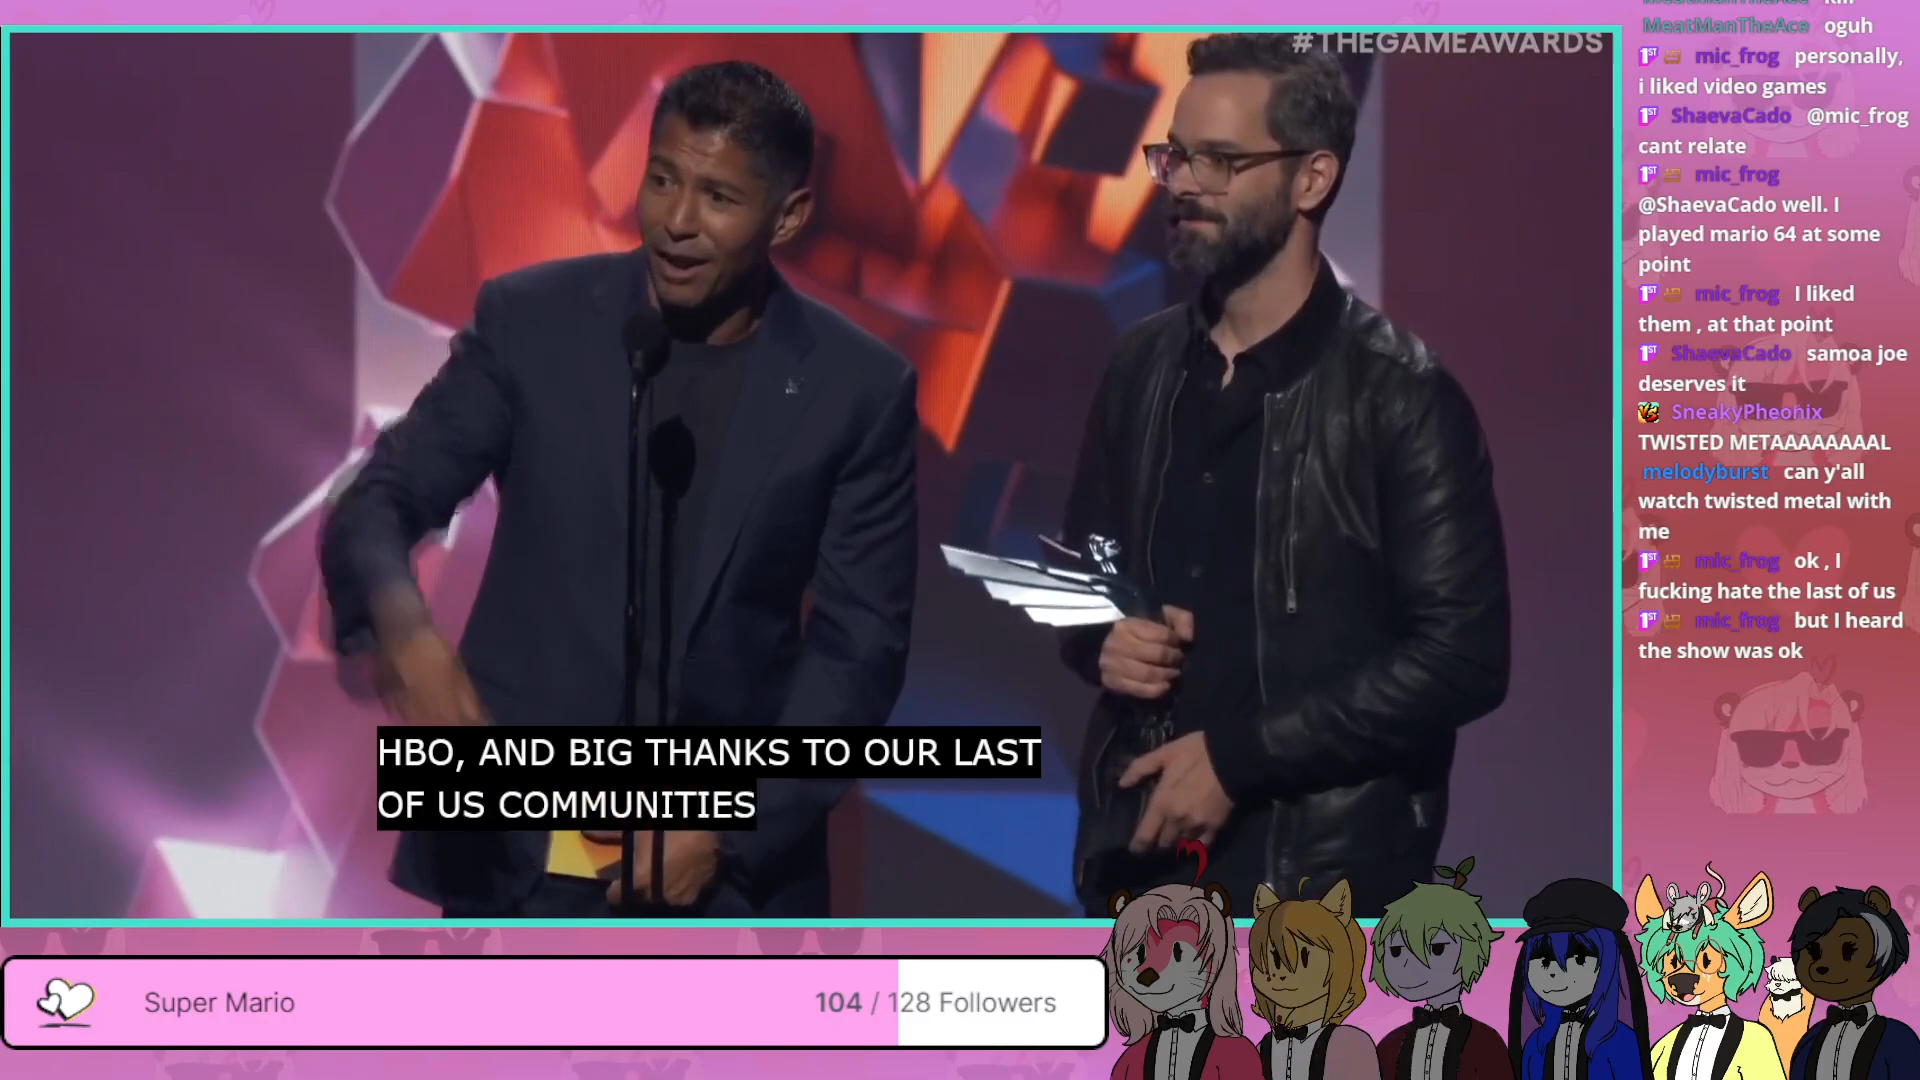 #THEGAMEAWARDS
HBO, AND BIG THANKS TO OUR LAST
OF US COMMUNITIES
Super Mario
104 / 128 Followers
MeatManTheAce oguh
mic_frog personally,
i liked video games
ShaevaCado @mic_frog
cant relate
mic_frog
@ShaevaCado well. I
played mario 64 at some
point
mic_frog I liked
them , at that point
ShaevaCado samoa joe
deserves it
SneakyPheonix
TWISTED METAAAAAAAAL
melodyburst can y'all
watch twisted metal with
me
mic_frog ok , I
fucking hate the last of us
mic_frog but I heard
the show was ok